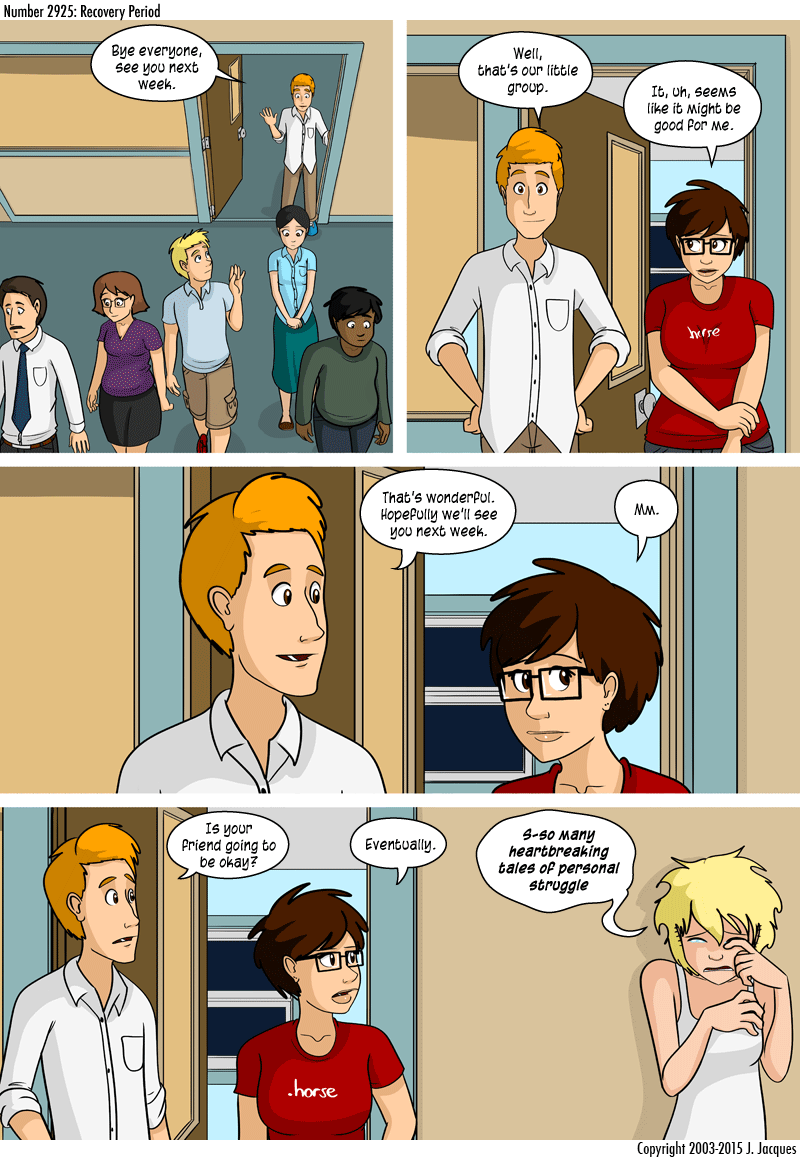 Number 2925: Recovery Period
Bye everyone,
see you next
week.
Well,
that's our little
group.
It, uh, seems
like it might be
good for me.
.horse
That's wonderful.
Hopefully we'll see
you next week.
Mm.
Is your
friend going to
be okay?
Eventually.
S-so many
heartbreaking
tales of personal
struggle
.horse
Copyright 2003-2015 J. Jacques